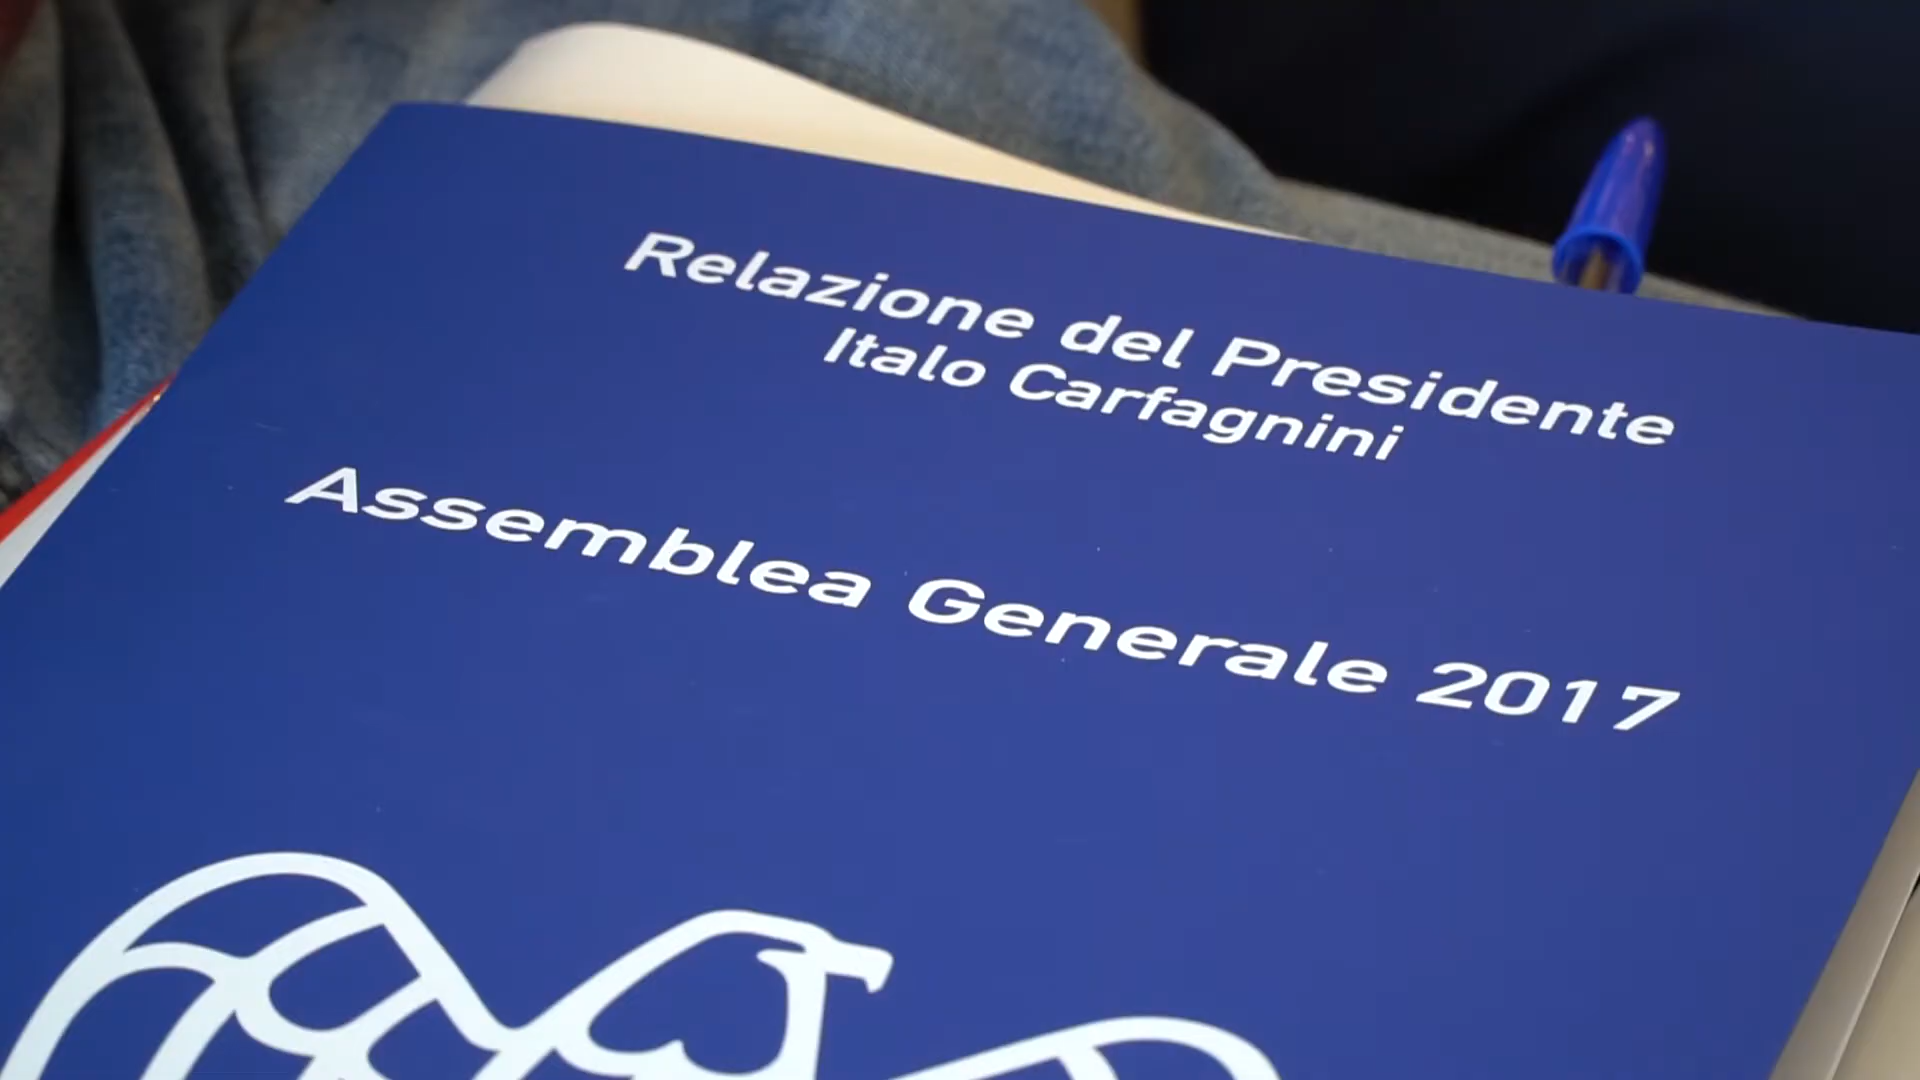 Relazione del Presidente
Italo Carfagnini
Assemblea Generale 2017